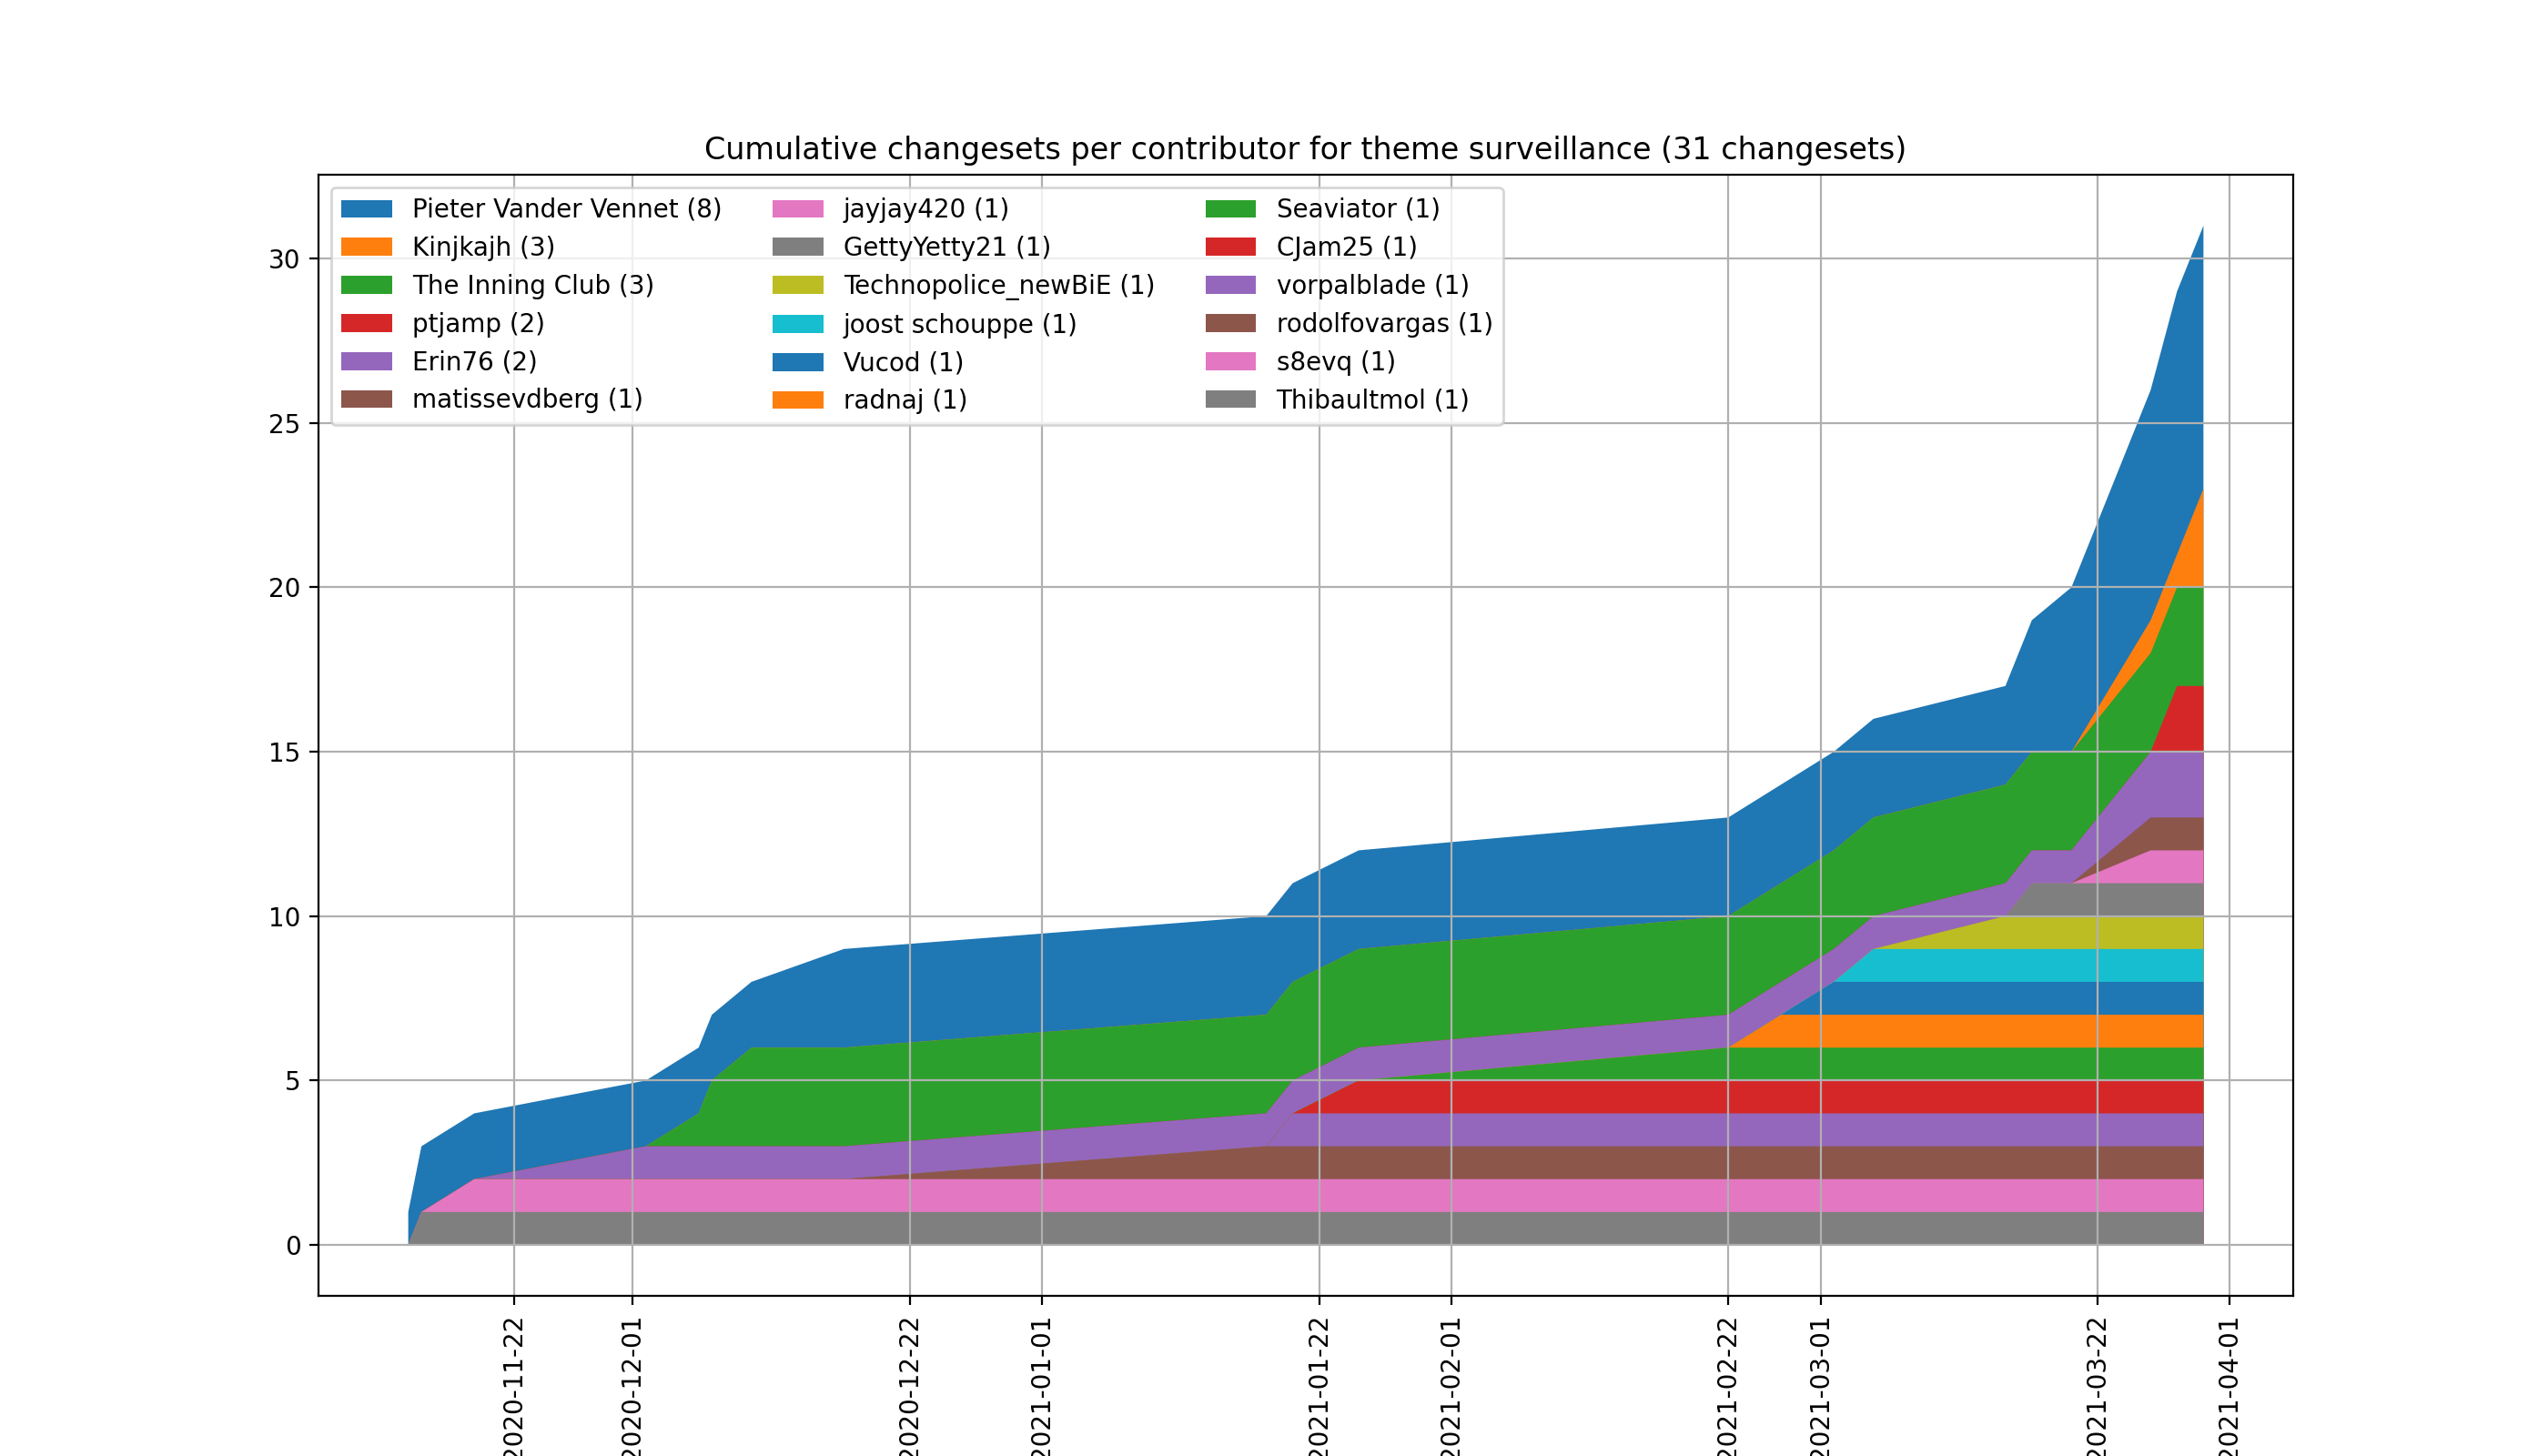 Cumulative changesets per contributor for theme surveillance (31 changesets)
Pieter Vander Vennet (8)
Kinjkajh (3)
The Inning Club (3)
ptjamp (2)
Erin76 (2)
matissevdberg (1)
jayjay420 (1)
GettyYetty21 (1)
Technopolice_newBiE (1)
joost schouppe (1)
Vucod (1)
radnaj (1)
Seaviator (1)
CJam25 (1)
vorpalblade (1)
rodolfovargas (1)
s8evq (1)
Thibaultmol (1)
30
25
20
15
10
5
0
2020-11-22
2020-12-01
2020-12-22
2021-01-01
2021-01-22
2021-02-01
2021-02-22
2021-03-01
2021-03-22
2021-04-01